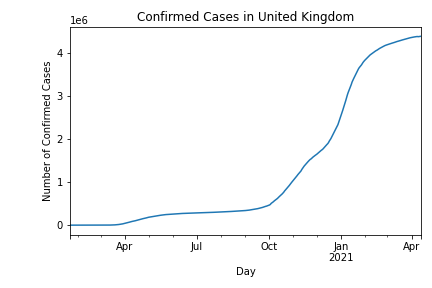 Confirmed Cases in United Kingdom
1e6
4
3
2
1
0
Number of Confirmed Cases
Apr Jul Oct Jan Apr
2021
Day